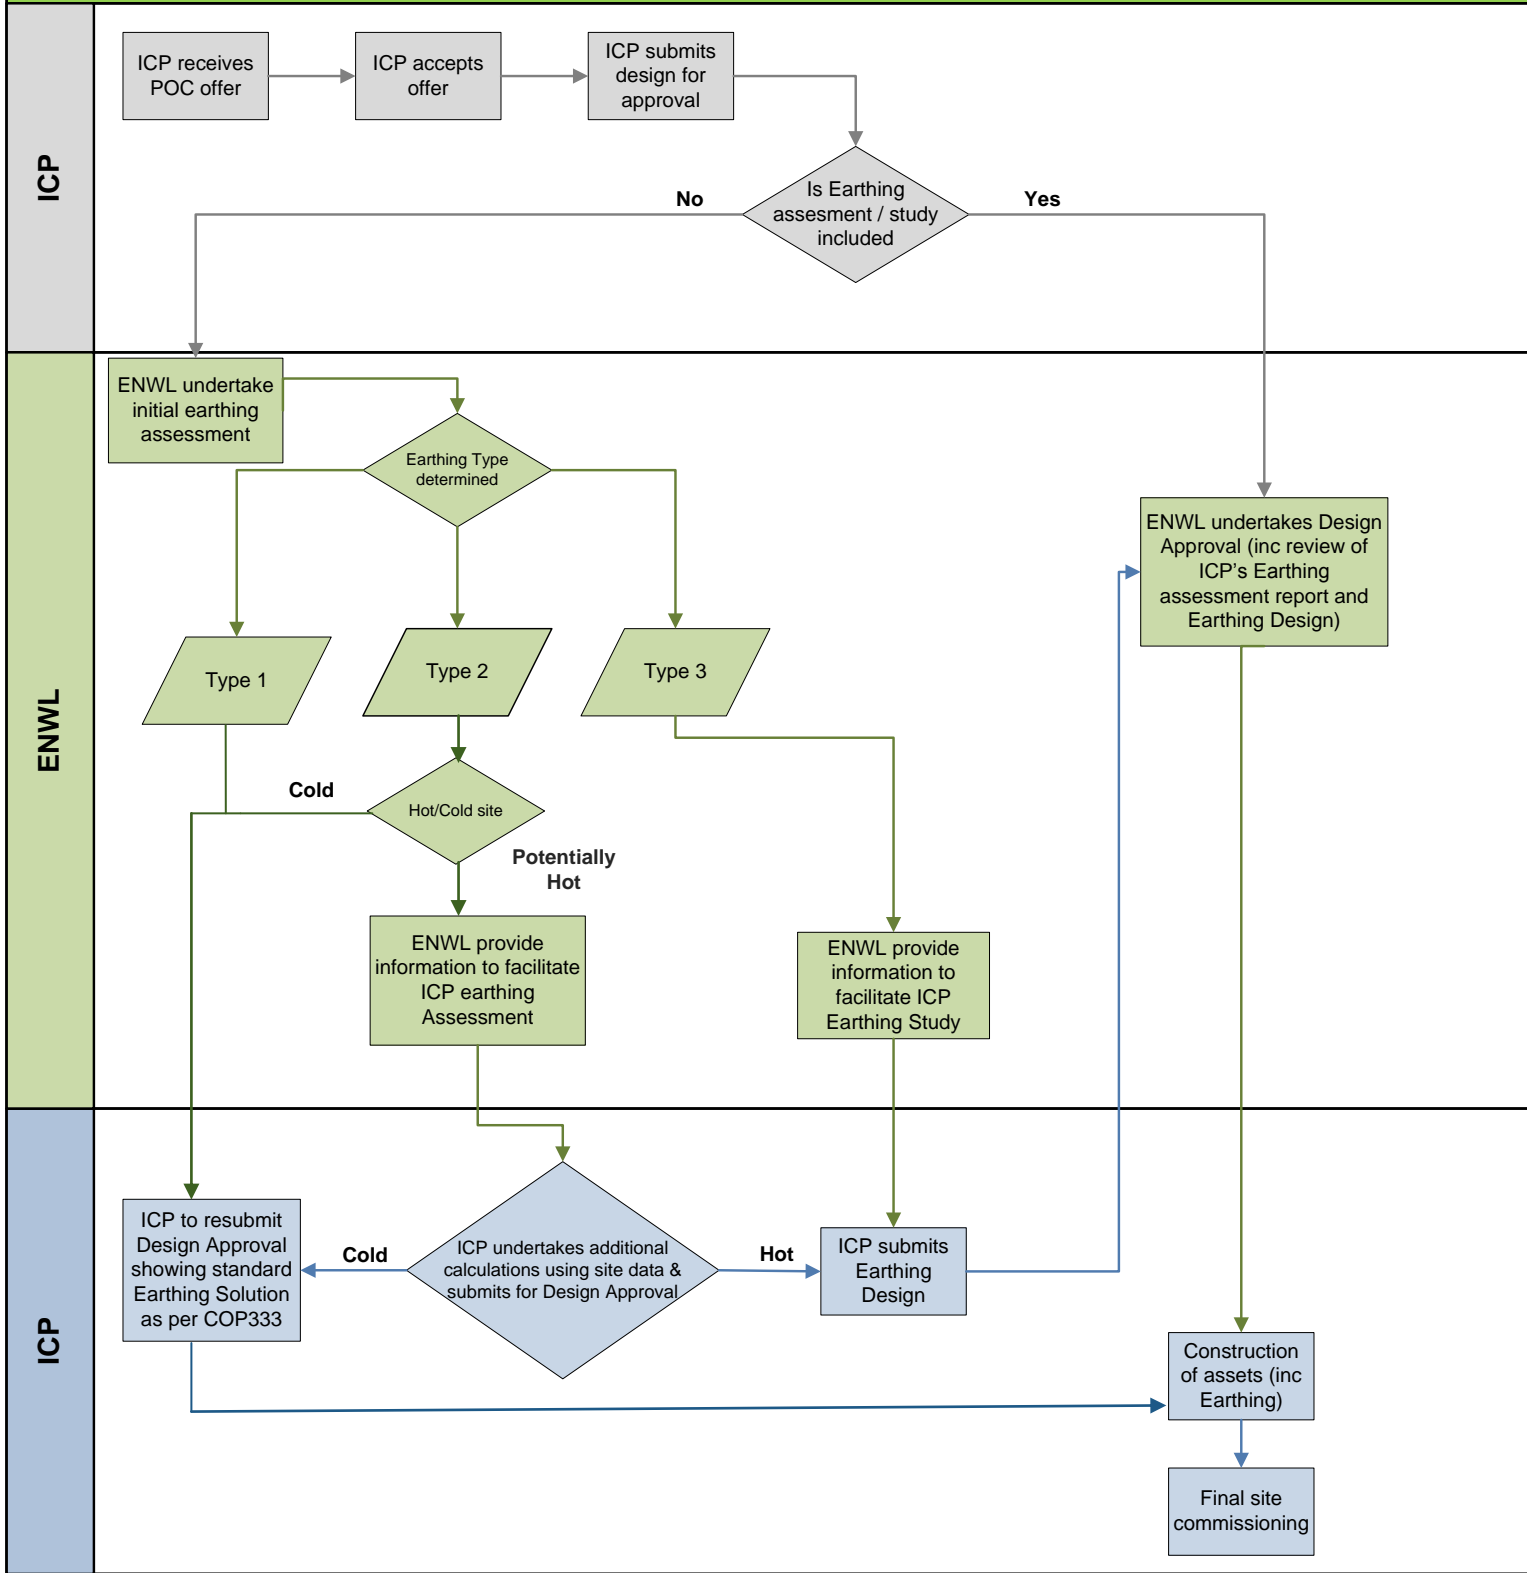 ICP
ICP receives
POC offer
ICP accepts
offer
ICP submits
design for
approval
Is Earthing
assesment / study
included
No
Yes
ENWL
ENWL undertake
initial earthing
assessment
Earthing Type
determined
ENWL undertakes Design
Approval (inc review of
ICP’s Earthing
assessment report and
Earthing Design)
Type 1
Type 2
Type 3
Cold
Hot/Cold site
Potentially
Hot
ENWL provide
information to facilitate
ICP earthing
Assessment
ENWL provide
information to
facilitate ICP
Earthing Study
ICP
ICP to resubmit
Design Approval
showing standard
Earthing Solution
as per COP333
Cold
ICP undertakes additional
calculations using site data &
submits for Design Approval
Hot
ICP submits
Earthing
Design
Construction
of assets (inc
Earthing)
Final site
commissioning